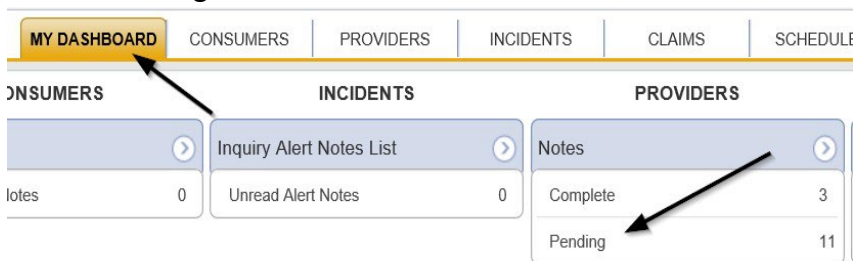 MY DASHBOARD CONSUMERS PROVIDERS INCIDENTS CLAIMS SCHEDULE
ONSUMERS INCIDENTS PROVIDERS
Inquiry Alert Notes List Notes
lotes 0 Unread Alert Notes 0 Complete 3
Pending 11